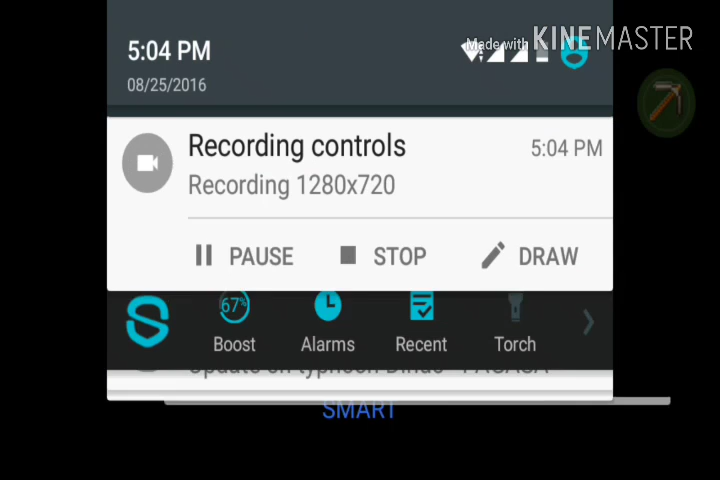 5:04 PM
Made with KINEMASTER
08/25/2016
Recording controls
5:04 PM
Recording 1280x720
PAUSE
STOP
DRAW
67%
Boost
Alarms
Recent
Torch
SMART